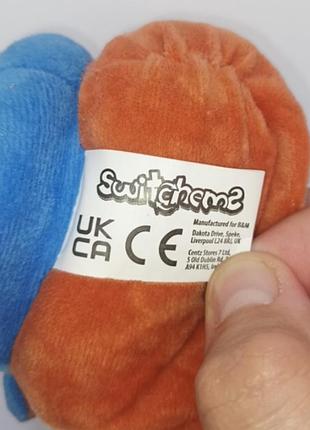 Switchems
Manufactured for B&M
Dakota Drive, Speke,
Liverpool L24 8RJ, UK
UK
CA
CE
Centz Stores 7 Ltd,
5 Old Dublin Rd,
A94 K1R5,